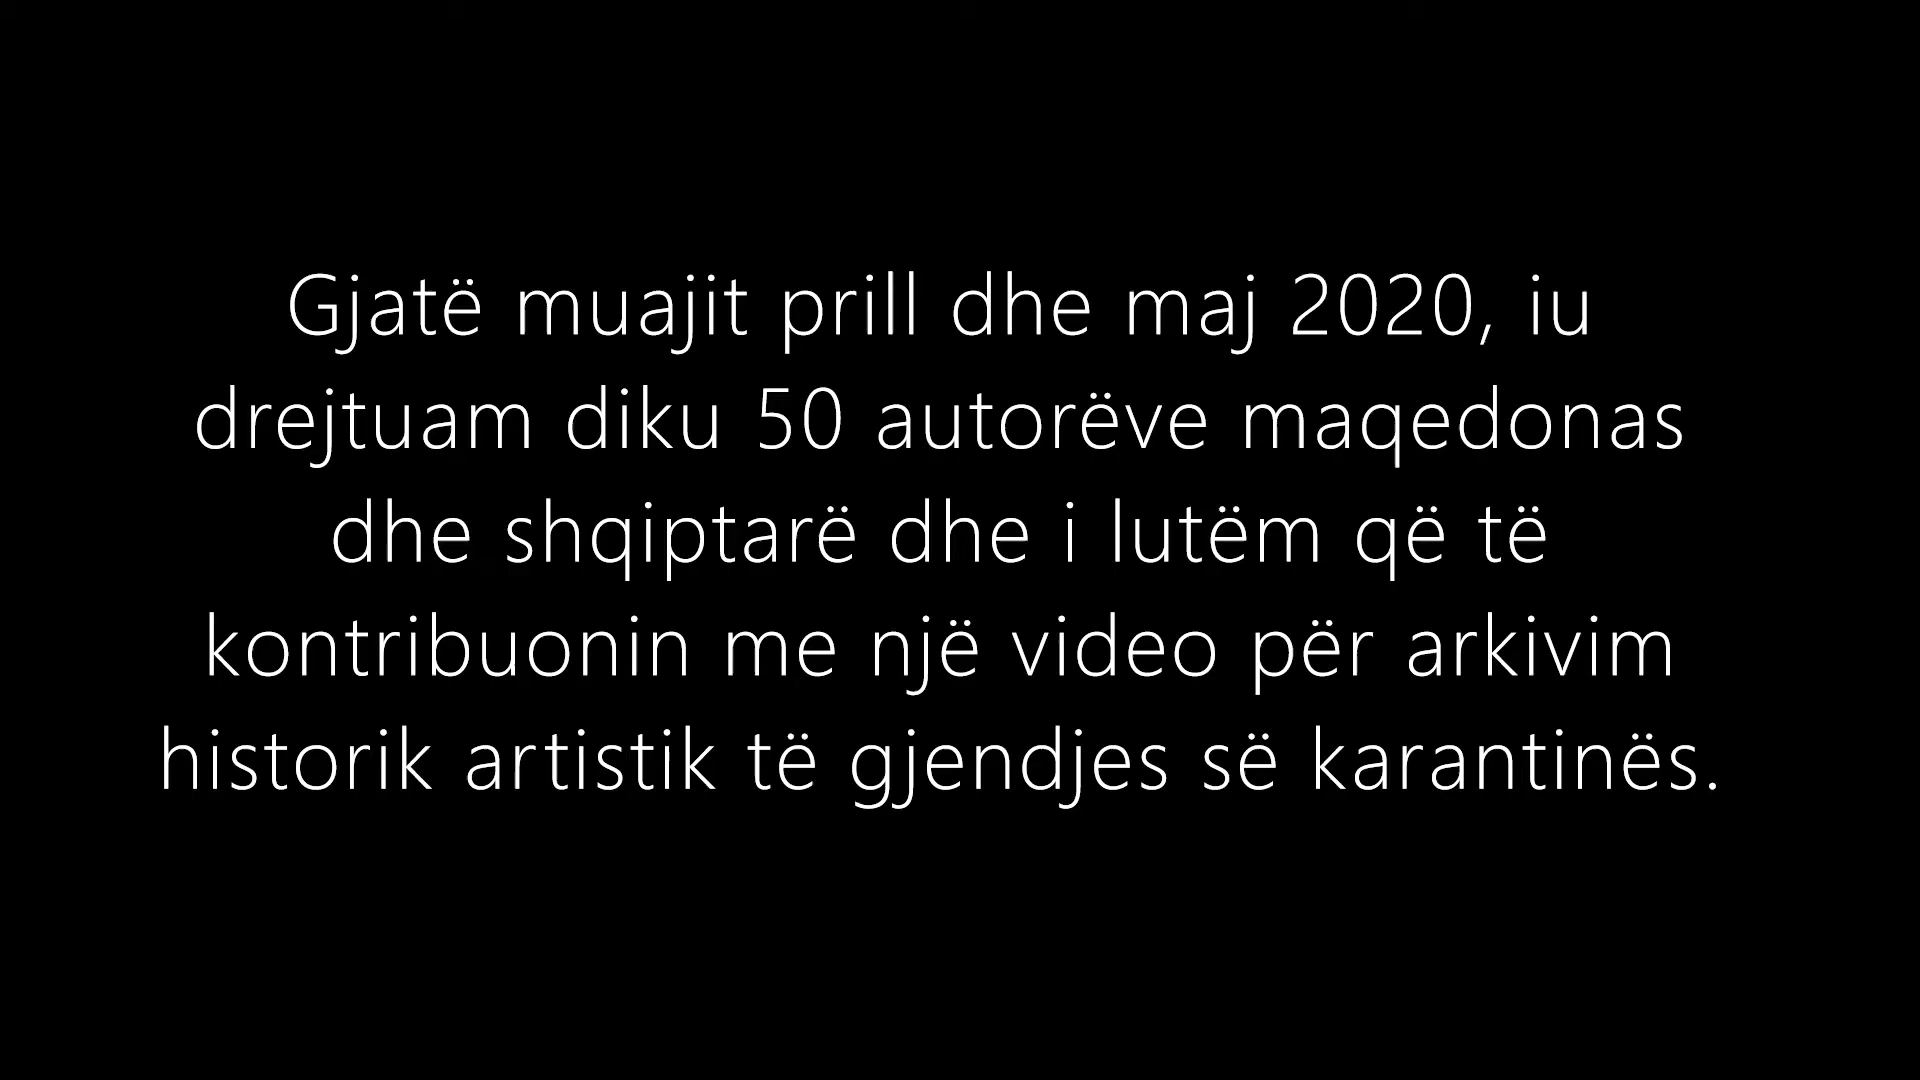 Gjatë muajit prill dhe maj 2020, iu
drejtuam diku 50 autorëve maqedonas
dhe shqiptarë dhe i lutëm që të
kontribuonin me një video për arkivim
historik artistik të gjendjes së karantinës.